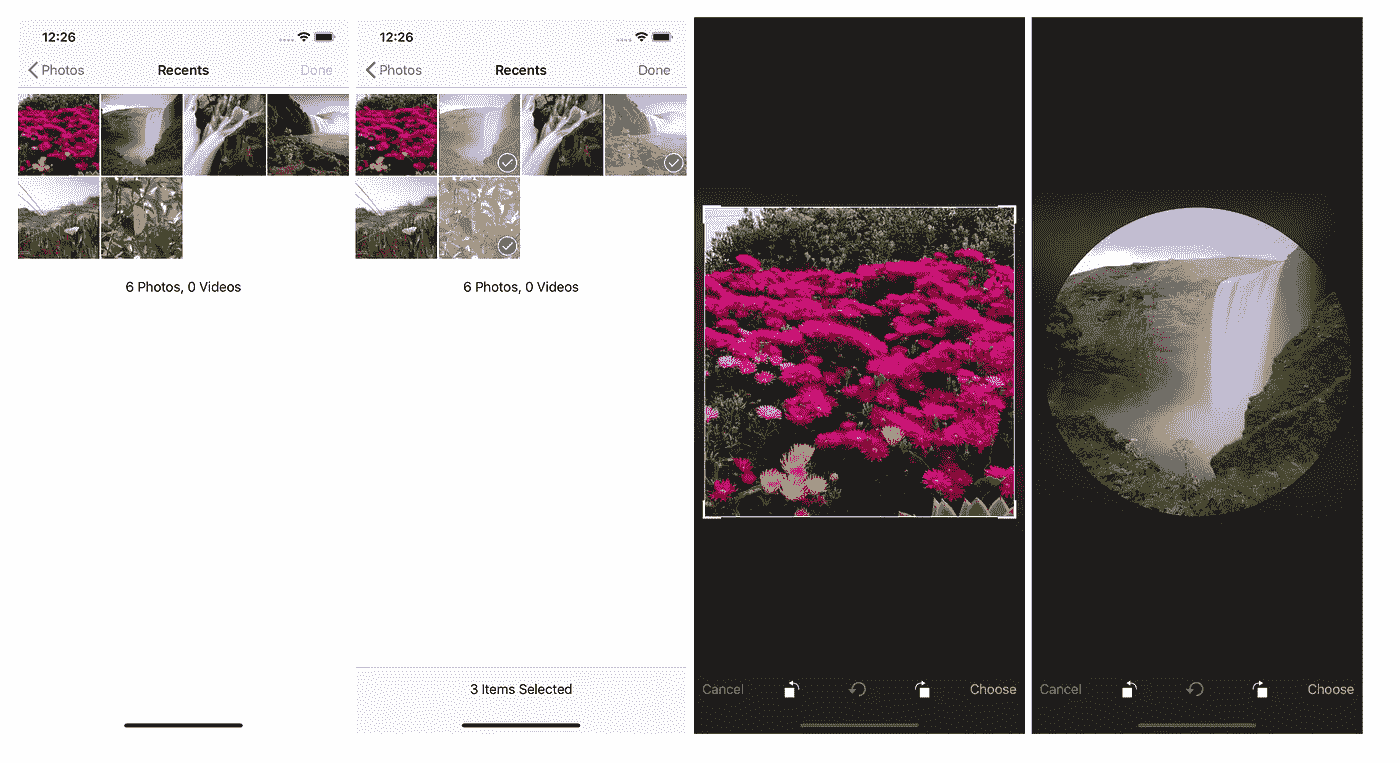 12:26
Photos
Recents
Done
6 Photos, 0 Videos
12:26
Photos
Recents
Done
6 Photos, 0 Videos
3 Items Selected
Cancel
Choose
Cancel
Choose